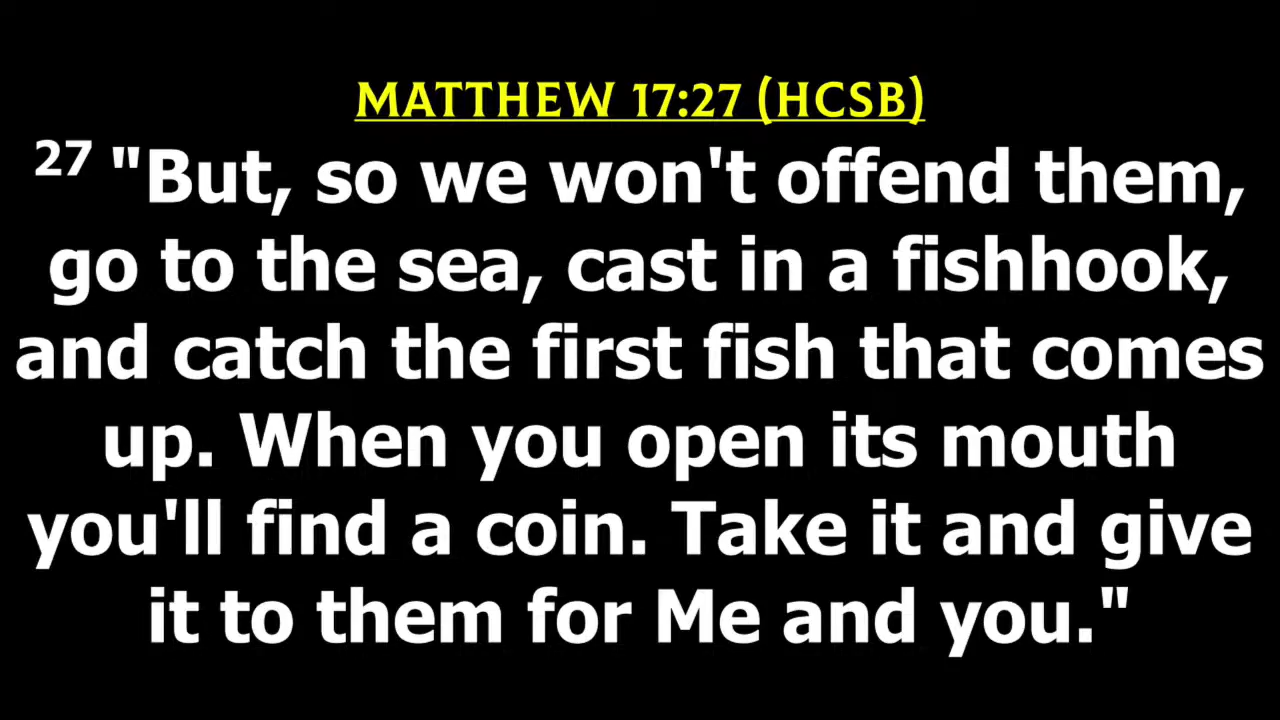 MATTHEW 17:27 (HCSB)
27 "But, so we won't offend them,
go to the sea, cast in a fishhook,
and catch the first fish that comes
up. When you open its mouth
you'll find a coin. Take it and give
it to them for Me and you."